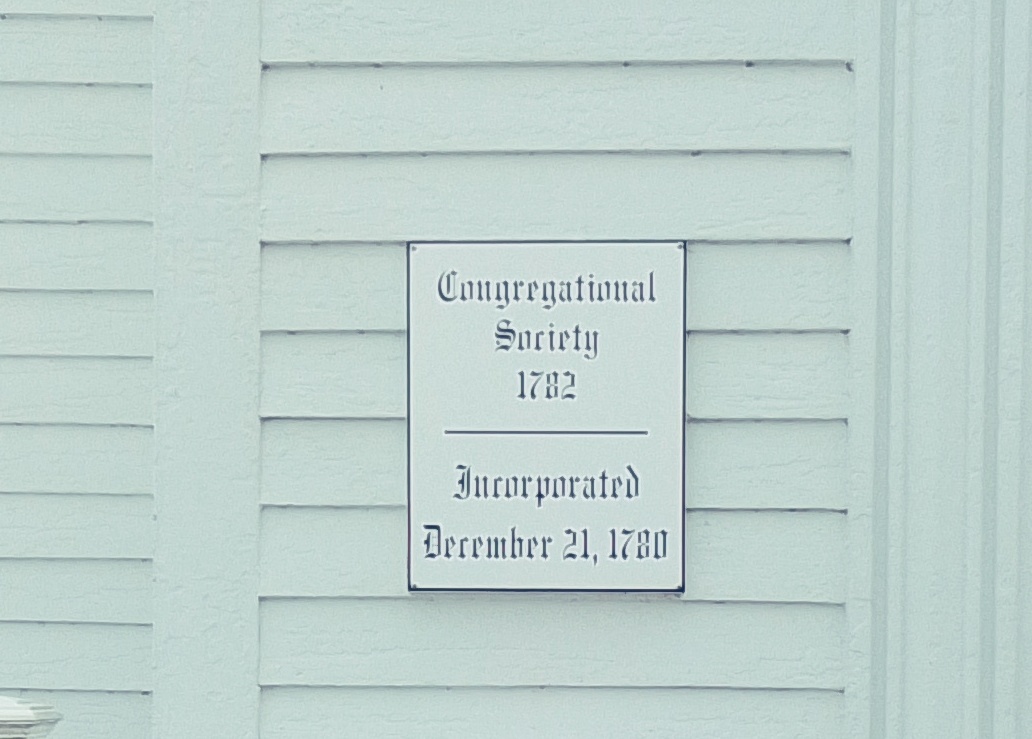 Congregational
Society
1782
Incorporated
December 21, 1780